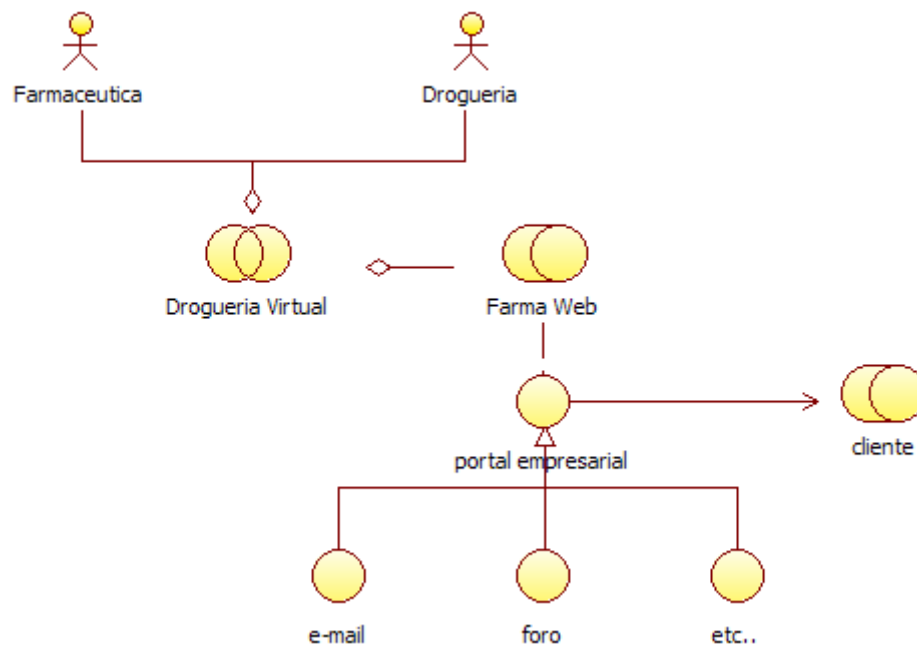 Farmaceutica
Drogueria
Drogueria Virtual
Farma Web
portal empresarial
cliente
e-mail
foro
etc..